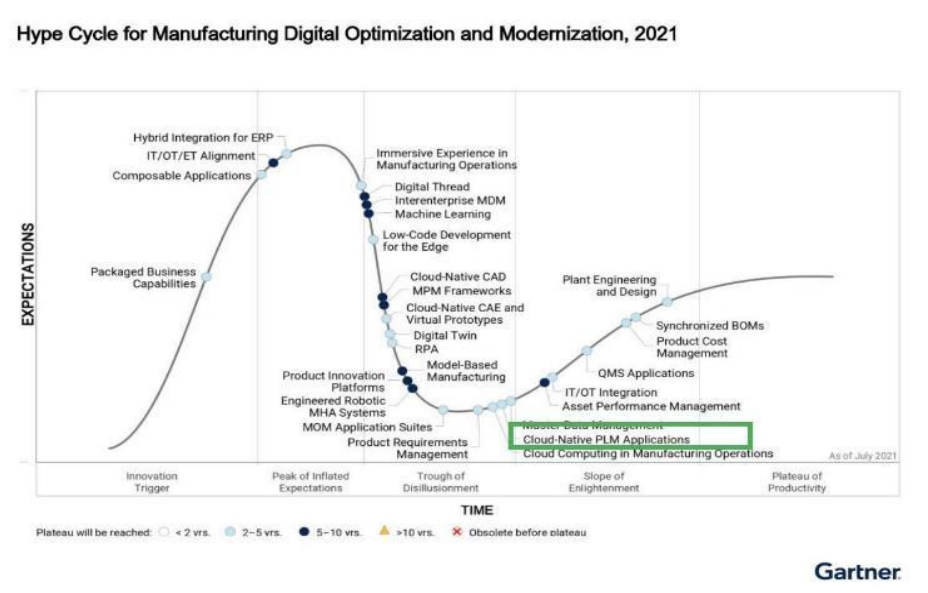 Hype Cycle for Manufacturing Digital Optimization and Modernization, 2021
EXPECTATIONS
Hybrid Integration for ERP
IT/OT/ET Alignment
Composable Applications
Packaged Business
Capabilities
Immersive Experience in
Manufacturing Operations
Digital Thread
Interenterprise MDM
Machine Learning
Low-Code Development
for the Edge
Cloud-Native CAD
MPM Frameworks
Cloud-Native CAE and
Virtual Prototypes
Digital Twin
RPA
Model-Based
Manufacturing
Product Innovation
Platforms
Engineered Robotic
MHA Systems
MOM Application Suites
Product Requirements
Management
Plant Engineering
and Design
Synchronized BOMs
Product Cost
Management
QMS Applications
IT/OT Integration
Asset Performance Management
Master Data Management
Cloud-Native PLM Applications
Cloud Computing in Manufacturing Operations
As of July 2021
Innovation
Trigger
Peak of Inflated
Expectations
Trough of
Disillusionment
Slope of
Enlightenment
Plateau of
Productivity
TIME
Plateau will be reached: < 2 yrs. 2–5 yrs. 5–10 yrs. >10 yrs. Obsolete before plateau
Gartner